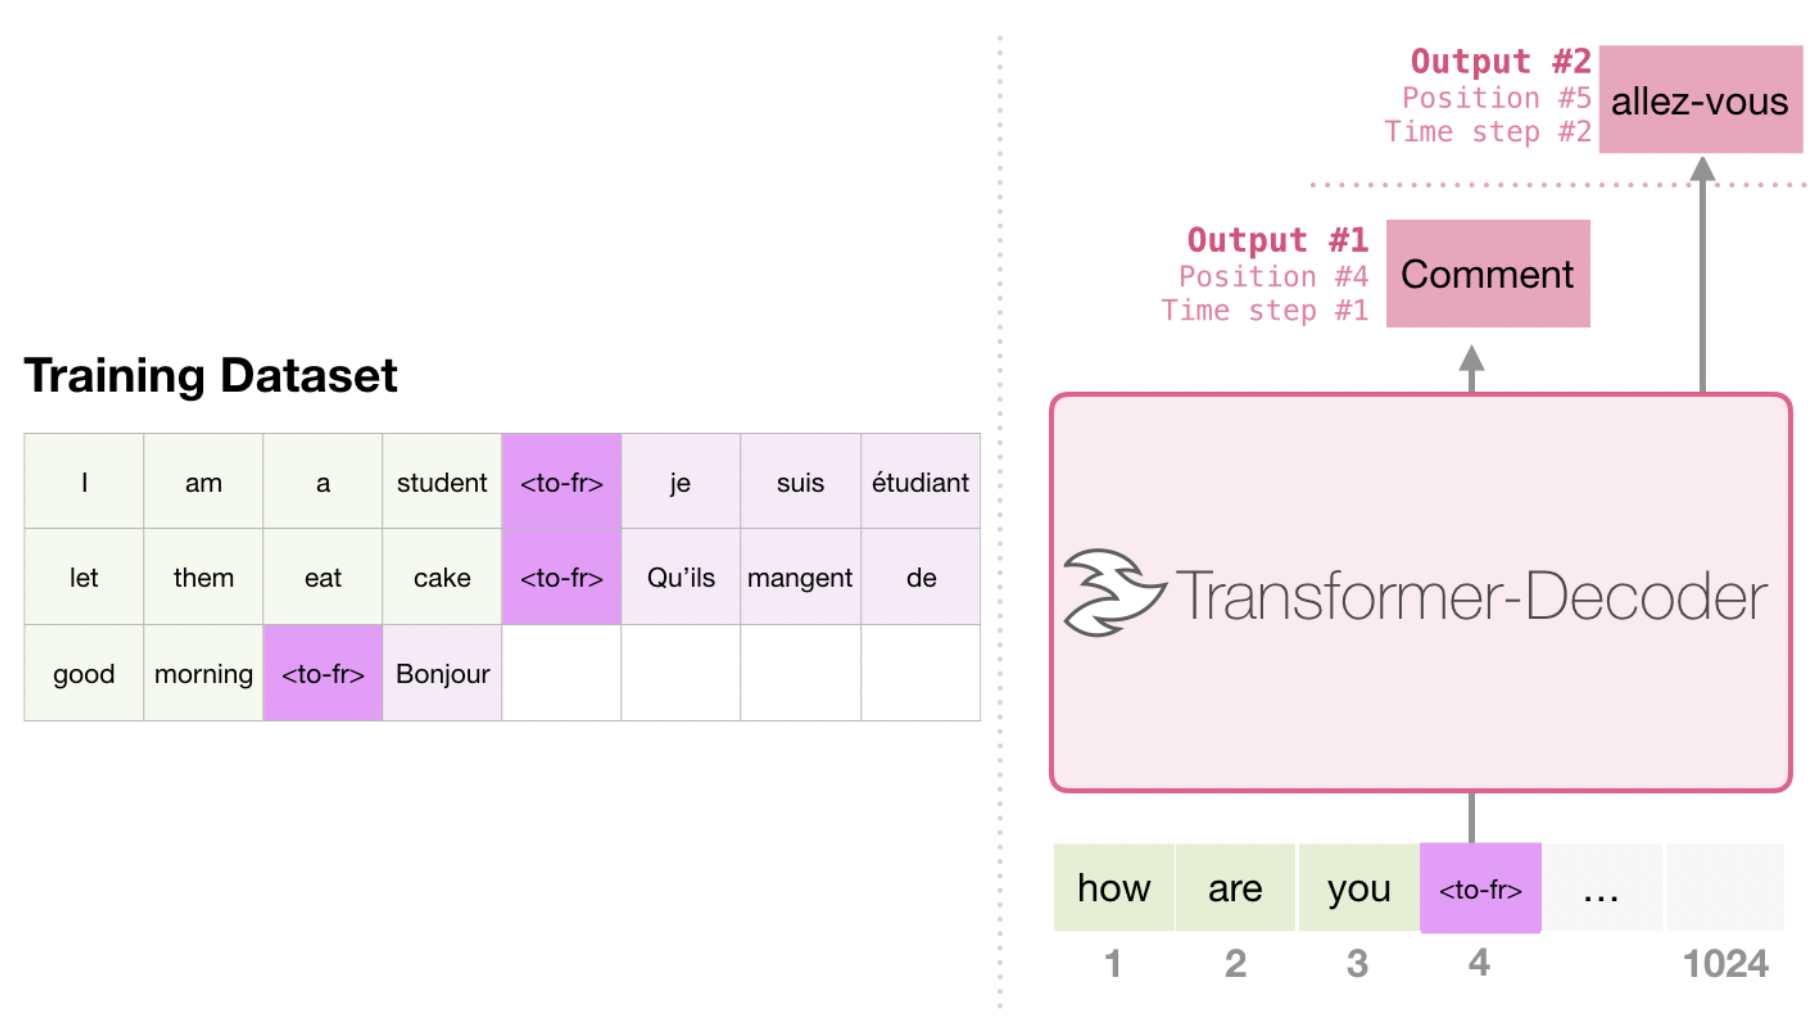 Training Dataset
I am a student <to-fr> je suis étudiant
let them eat cake <to-fr> Qu’ils mangent de
good morning <to-fr> Bonjour
Output #2
Position #5
Time step #2
allez-vous
Output #1
Position #4
Time step #1
Comment
Transformer-Decoder
how are you <to-fr> ...
1 2 3 4 1024